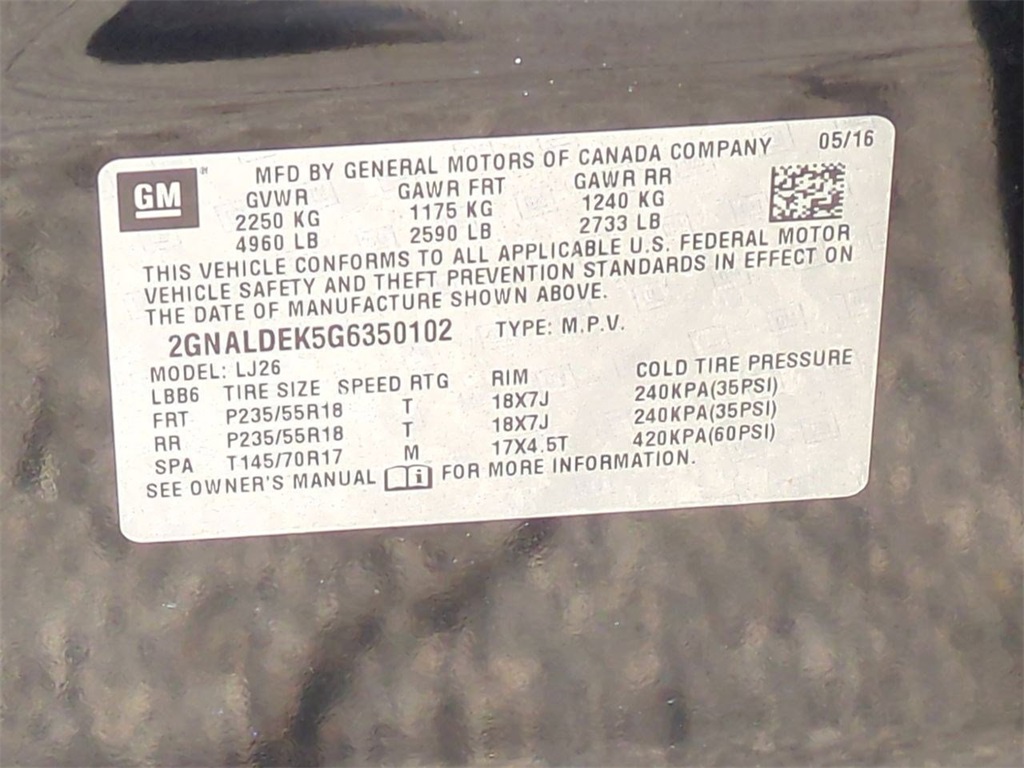 GM
MFD BY GENERAL MOTORS OF CANADA COMPANY 05/16
GVWR GAWR FRT GAWR RR
2250 KG 1175 KG 1240 KG
4960 LB 2590 LB 2733 LB
THIS VEHICLE CONFORMS TO ALL APPLICABLE U.S. FEDERAL MOTOR
VEHICLE SAFETY AND THEFT PREVENTION STANDARDS IN EFFECT ON
THE DATE OF MANUFACTURE SHOWN ABOVE.
2GNALDEK5G6350102 TYPE: M.P.V.
MODEL: LJ26
LBB6 TIRE SIZE SPEED RTG RIM COLD TIRE PRESSURE
FRT P235/55R18 T 18X7J 240KPA(35PSI)
RR P235/55R18 T 18X7J 240KPA(35PSI)
SPA T145/70R17 M 17X4.5T 420KPA(60PSI)
SEE OWNER'S MANUAL i FOR MORE INFORMATION.